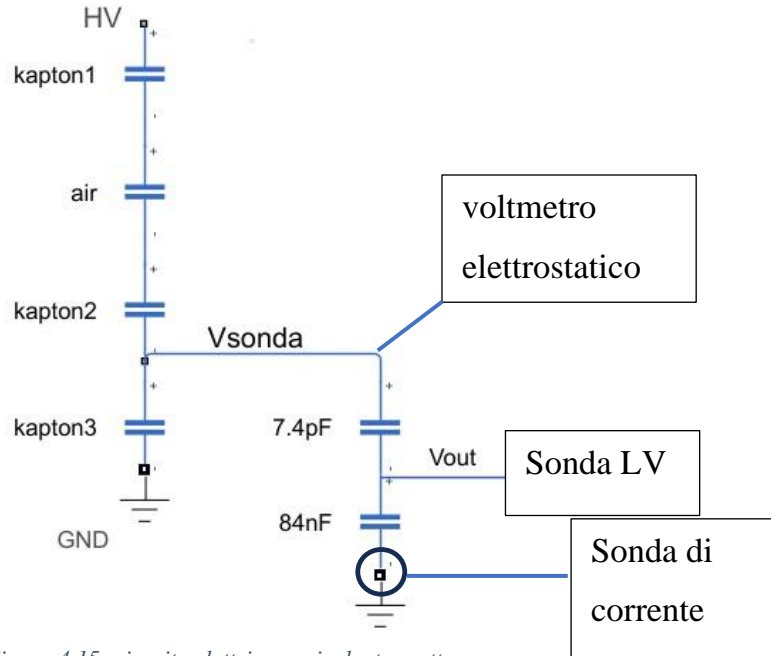 HV
kapton1
air
voltmetro
elettrostatico
kapton2
Vsonda
kapton3
7.4pF
Vout
Sonda LV
84nF
GND
Sonda di
corrente